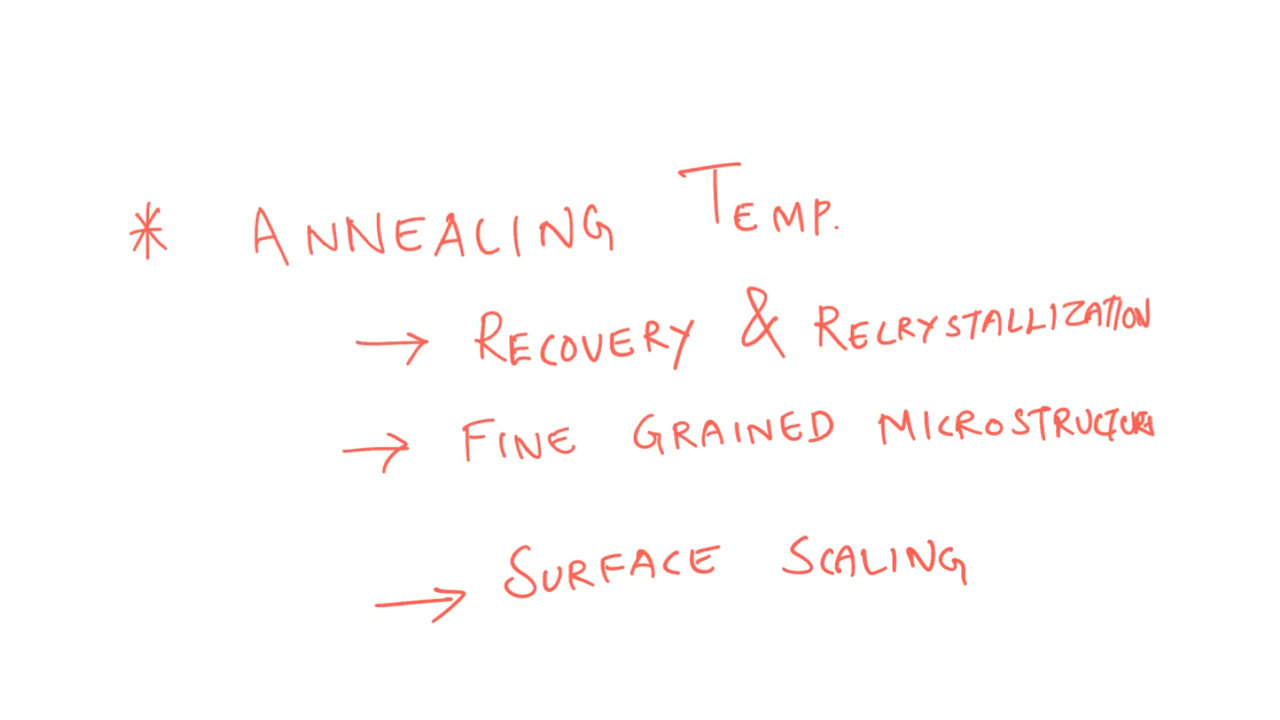 * ANNEALING TEMP.
→ RECOVERY & RECRYSTALLIZATION
→ FINE GRAINED MICROSTRUCTURE
→ SURFACE SCALING